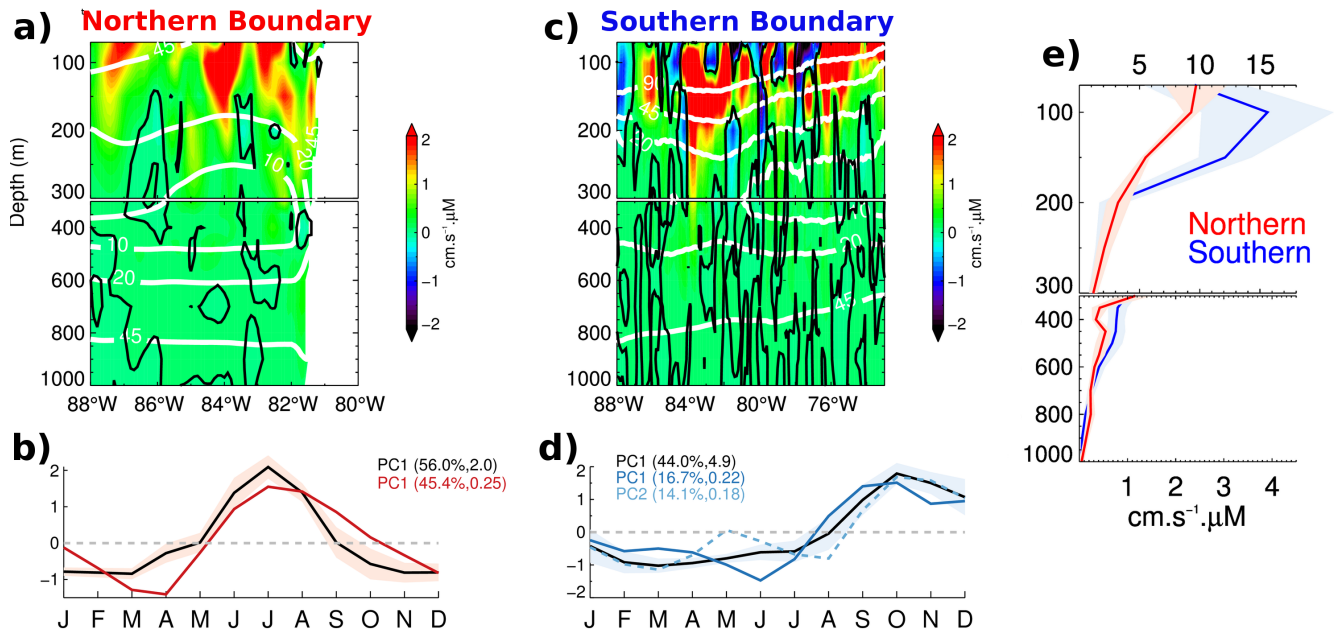 a) Northern Boundary
Depth (m)
100
200
300
400
600
800
1000
45
10
20
45
10
20
45
88°W 86°W 84°W 82°W 80°W
2
1
0
−1
−2
cm.s⁻¹.µM
c) Southern Boundary
100
200
300
400
600
800
1000
45
20
45
88°W 84°W 80°W 76°W
2
1
0
−1
−2
cm.s⁻¹.µM
e)
5 10 15
100
200
300
400
600
800
1000
Northern
Southern
1 2 3 4
cm.s⁻¹.µM
b)
PC1 (56.0%,2.0)
PC1 (45.4%,0.25)
2
1
0
−1
J F M A M J J A S O N D
d)
PC1 (44.0%,4.9)
PC1 (16.7%,0.22)
PC2 (14.1%,0.18)
2
1
0
−1
−2
J F M A M J J A S O N D